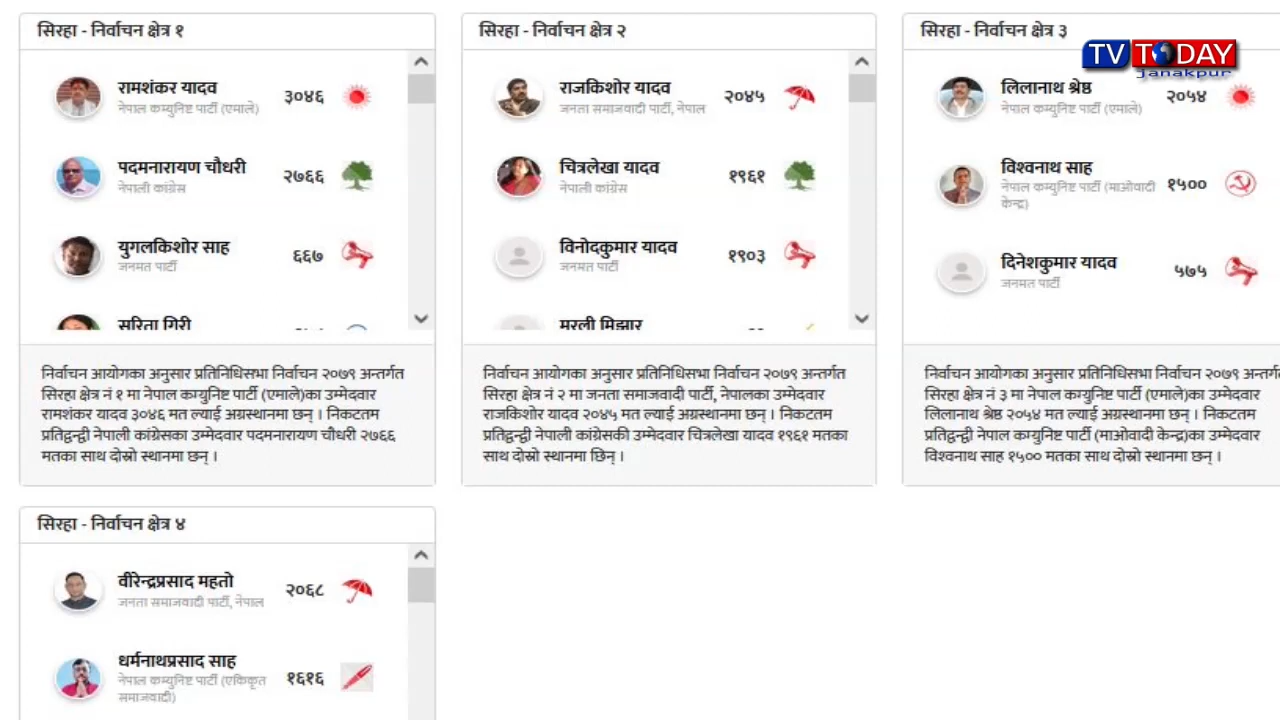 सिरहा - निर्वाचन क्षेत्र १
रामशंकर यादव
३०४६
नेपाल कम्युनिष्ट पार्टी (एमाले)
पदमनारायण चौधरी
२७६६
नेपाली कांग्रेस
युगलकिशोर साह
६६७
जनमत पार्टी
सरिता गिरी
निर्वाचन आयोगका अनुसार प्रतिनिधिसभा निर्वाचन २०७९ अन्तर्गत
सिरहा क्षेत्र नं १ मा नेपाल कम्युनिष्ट पार्टी (एमाले)का उम्मेदवार
रामशंकर यादव ३०४६ मत ल्याई अग्रस्थानमा छन् । निकटतम
प्रतिद्वन्द्वी नेपाली कांग्रेसका उम्मेदवार पदमनारायण चौधरी २७६६
मतका साथ दोस्रो स्थानमा छन् ।
सिरहा - निर्वाचन क्षेत्र २
राजकिशोर यादव
२०४५
जनता समाजवादी पार्टी, नेपाल
चित्रलेखा यादव
१९६१
नेपाली कांग्रेस
विनोदकुमार यादव
१९०३
जनमत पार्टी
मुरली मिझार
निर्वाचन आयोगका अनुसार प्रतिनिधिसभा निर्वाचन २०७९ अन्तर्गत
सिरहा क्षेत्र नं २ मा जनता समाजवादी पार्टी, नेपालका उम्मेदवार
राजकिशोर यादव २०४५ मत ल्याई अग्रस्थानमा छन् । निकटतम
प्रतिद्वन्द्वी नेपाली कांग्रेसकी उम्मेदवार चित्रलेखा यादव १९६१ मतका
साथ दोस्रो स्थानमा छिन् ।
सिरहा - निर्वाचन क्षेत्र ३
TV TODAY
Janakpur
लिलानाथ श्रेष्ठ
२०५४
नेपाल कम्युनिष्ट पार्टी (एमाले)
विश्वनाथ साह
१५००
नेपाल कम्युनिष्ट पार्टी (माओवादी
केन्द्र)
दिनेशकुमार यादव
५७५
जनमत पार्टी
निर्वाचन आयोगका अनुसार प्रतिनिधिसभा निर्वाचन २०७९ अन्तर्गत
सिरहा क्षेत्र नं ३ मा नेपाल कम्युनिष्ट पार्टी (एमाले)का उम्मेदवार
लिलानाथ श्रेष्ठ २०५४ मत ल्याई अग्रस्थानमा छन् । निकटतम
प्रतिद्वन्द्वी नेपाल कम्युनिष्ट पार्टी (माओवादी केन्द्र)का उम्मेदवार
विश्वनाथ साह १५०० मतका साथ दोस्रो स्थानमा छन् ।
सिरहा - निर्वाचन क्षेत्र ४
वीरेन्द्रप्रसाद महतो
२०६८
जनता समाजवादी पार्टी, नेपाल
धर्मनाथप्रसाद साह
१६१६
नेपाल कम्युनिष्ट पार्टी (एकिकृत
समाजवादी)